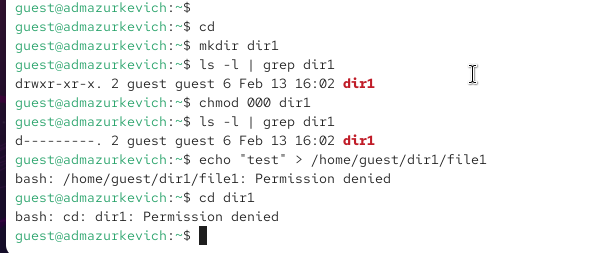 guest@admazurkevich:~$
guest@admazurkevich:~$ cd
guest@admazurkevich:~$ mkdir dir1
guest@admazurkevich:~$ ls -l | grep dir1
drwxr-xr-x. 2 guest guest 6 Feb 13 16:02 dir1
guest@admazurkevich:~$ chmod 000 dir1
guest@admazurkevich:~$ ls -l | grep dir1
d---------. 2 guest guest 6 Feb 13 16:02 dir1
guest@admazurkevich:~$ echo "test" > /home/guest/dir1/file1
bash: /home/guest/dir1/file1: Permission denied
guest@admazurkevich:~$ cd dir1
bash: cd: dir1: Permission denied
guest@admazurkevich:~$